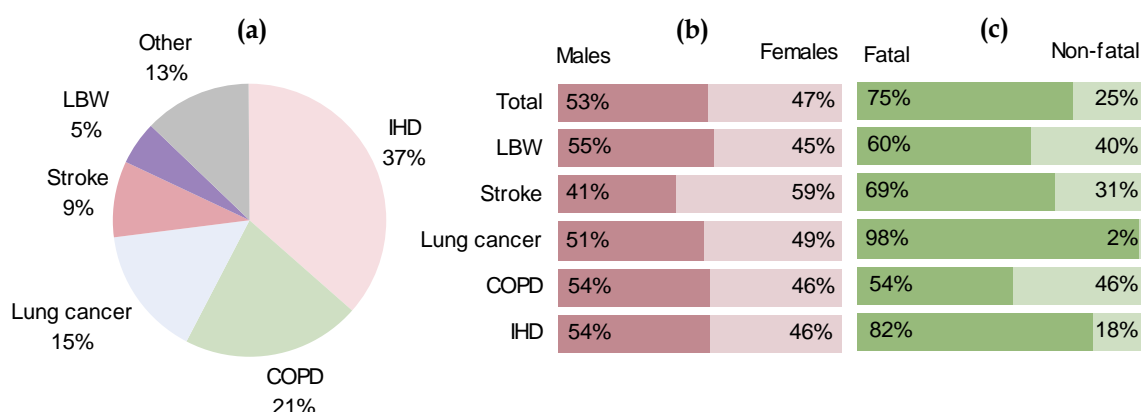 (a)
Other
13%
LBW
5%
Stroke
9%
Lung cancer
15%
COPD
21%
IHD
37%
(b)
Males Females
Total 53% 47%
LBW 55% 45%
Stroke 41% 59%
Lung cancer 51% 49%
COPD 54% 46%
IHD 54% 46%
(c)
Fatal Non-fatal
75% 25%
60% 40%
69% 31%
98% 2%
54% 46%
82% 18%